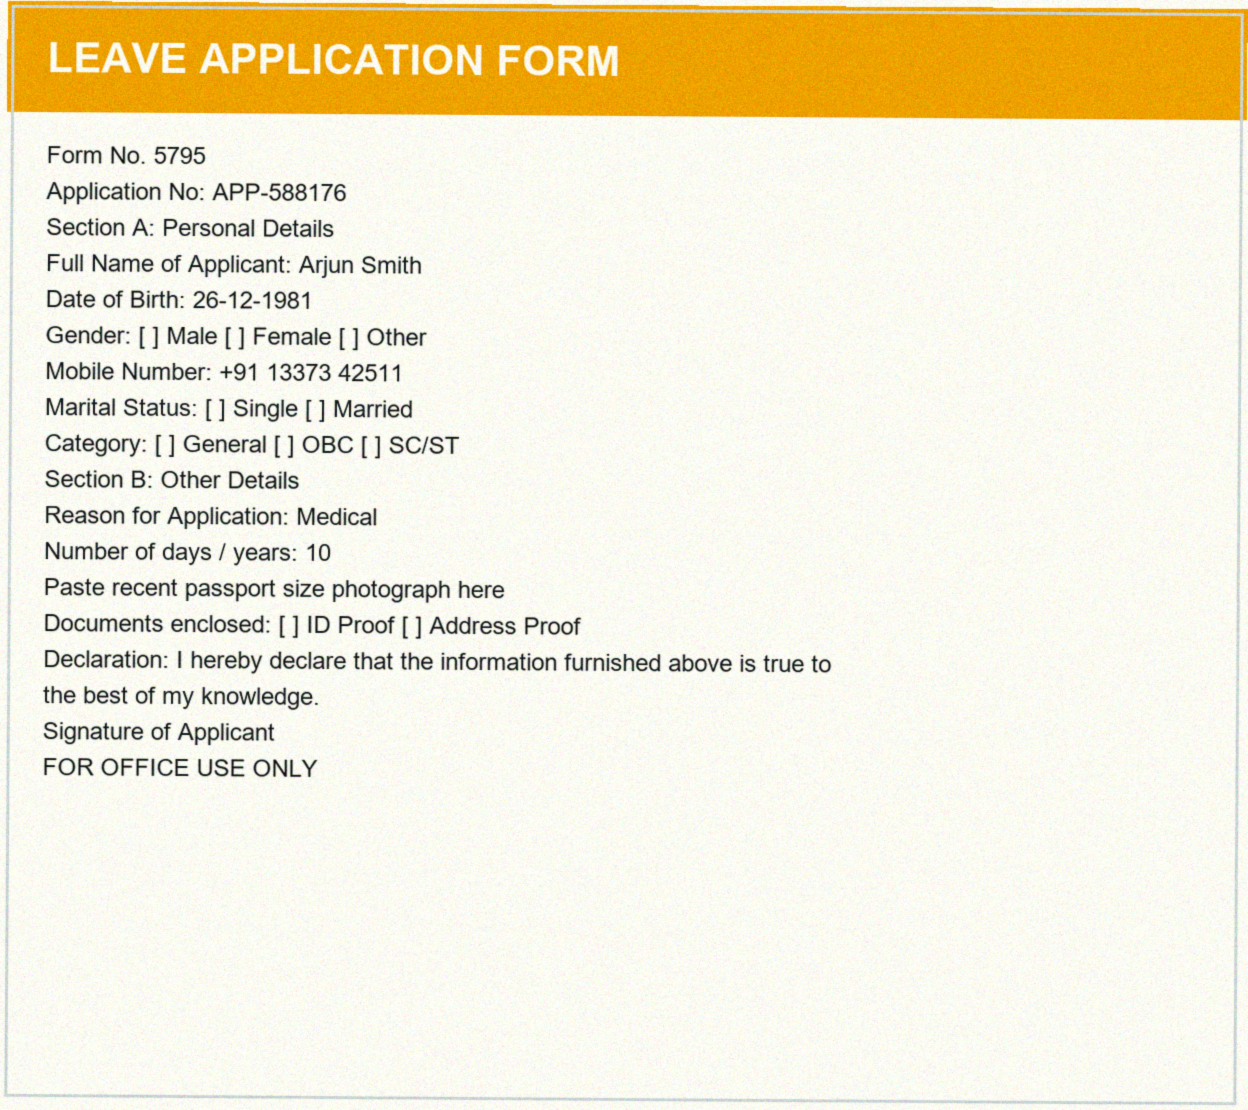 LEAVE APPLICATION FORM
Form No. 5795
Application No: APP-588176
Section A: Personal Details
Full Name of Applicant: Arjun Smith
Date of Birth: 26-12-1981
Gender: [ ] Male [ ] Female [ ] Other
Mobile Number: +91 13373 42511
Marital Status: [ ] Single [ ] Married
Category: [ ] General [ ] OBC [ ] SC/ST
Section B: Other Details
Reason for Application: Medical
Number of days / years: 10
Paste recent passport size photograph here
Documents enclosed: [ ] ID Proof [ ] Address Proof
Declaration: I hereby declare that the information furnished above is true to
the best of my knowledge.
Signature of Applicant
FOR OFFICE USE ONLY